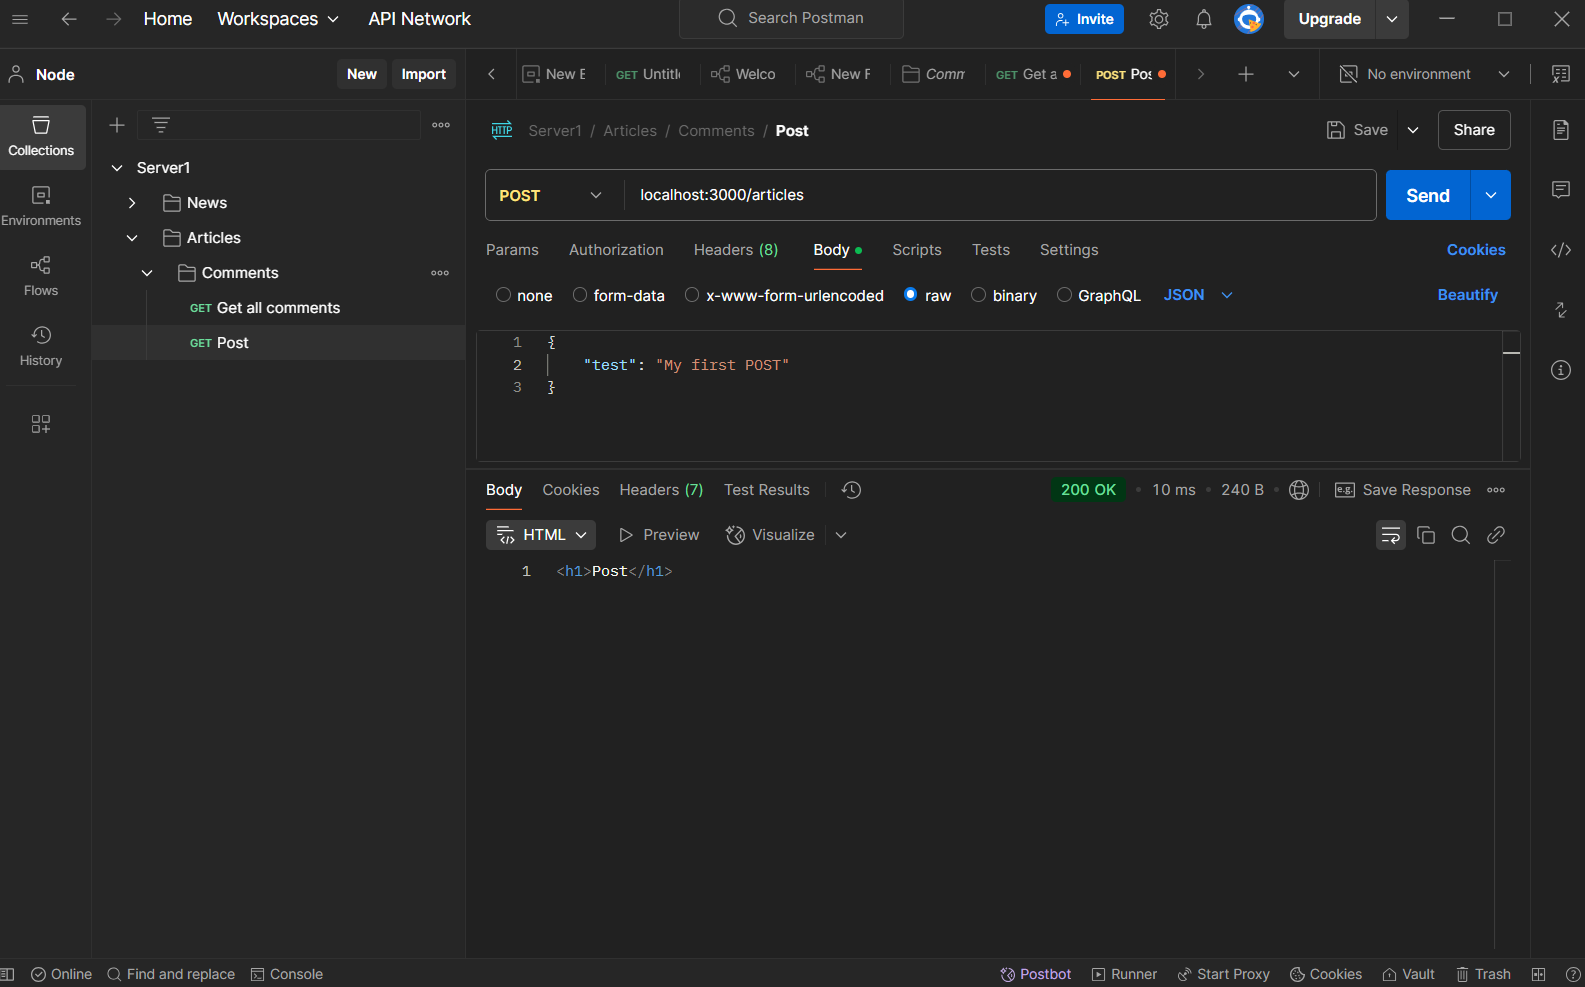 Home Workspaces API Network Search Postman Invite Upgrade
Node New Import New E GET Untitl Welco New F Comm GET Get a POST Pos No environment
Collections
Environments
Flows
History
Server1
News
Articles
Comments
GET Get all comments
GET Post
HTTP Server1 / Articles / Comments / Post Save Share
POST localhost:3000/articles Send
Params Authorization Headers (8) Body Scripts Tests Settings Cookies
none form-data x-www-form-urlencoded raw binary GraphQL JSON Beautify
1 {
2 "test": "My first POST"
3 }
Body Cookies Headers (7) Test Results 200 OK • 10 ms • 240 B • e.g. Save Response
HTML Preview Visualize
1 <h1>Post</h1>
Online Find and replace Console Postbot Runner Start Proxy Cookies Vault Trash